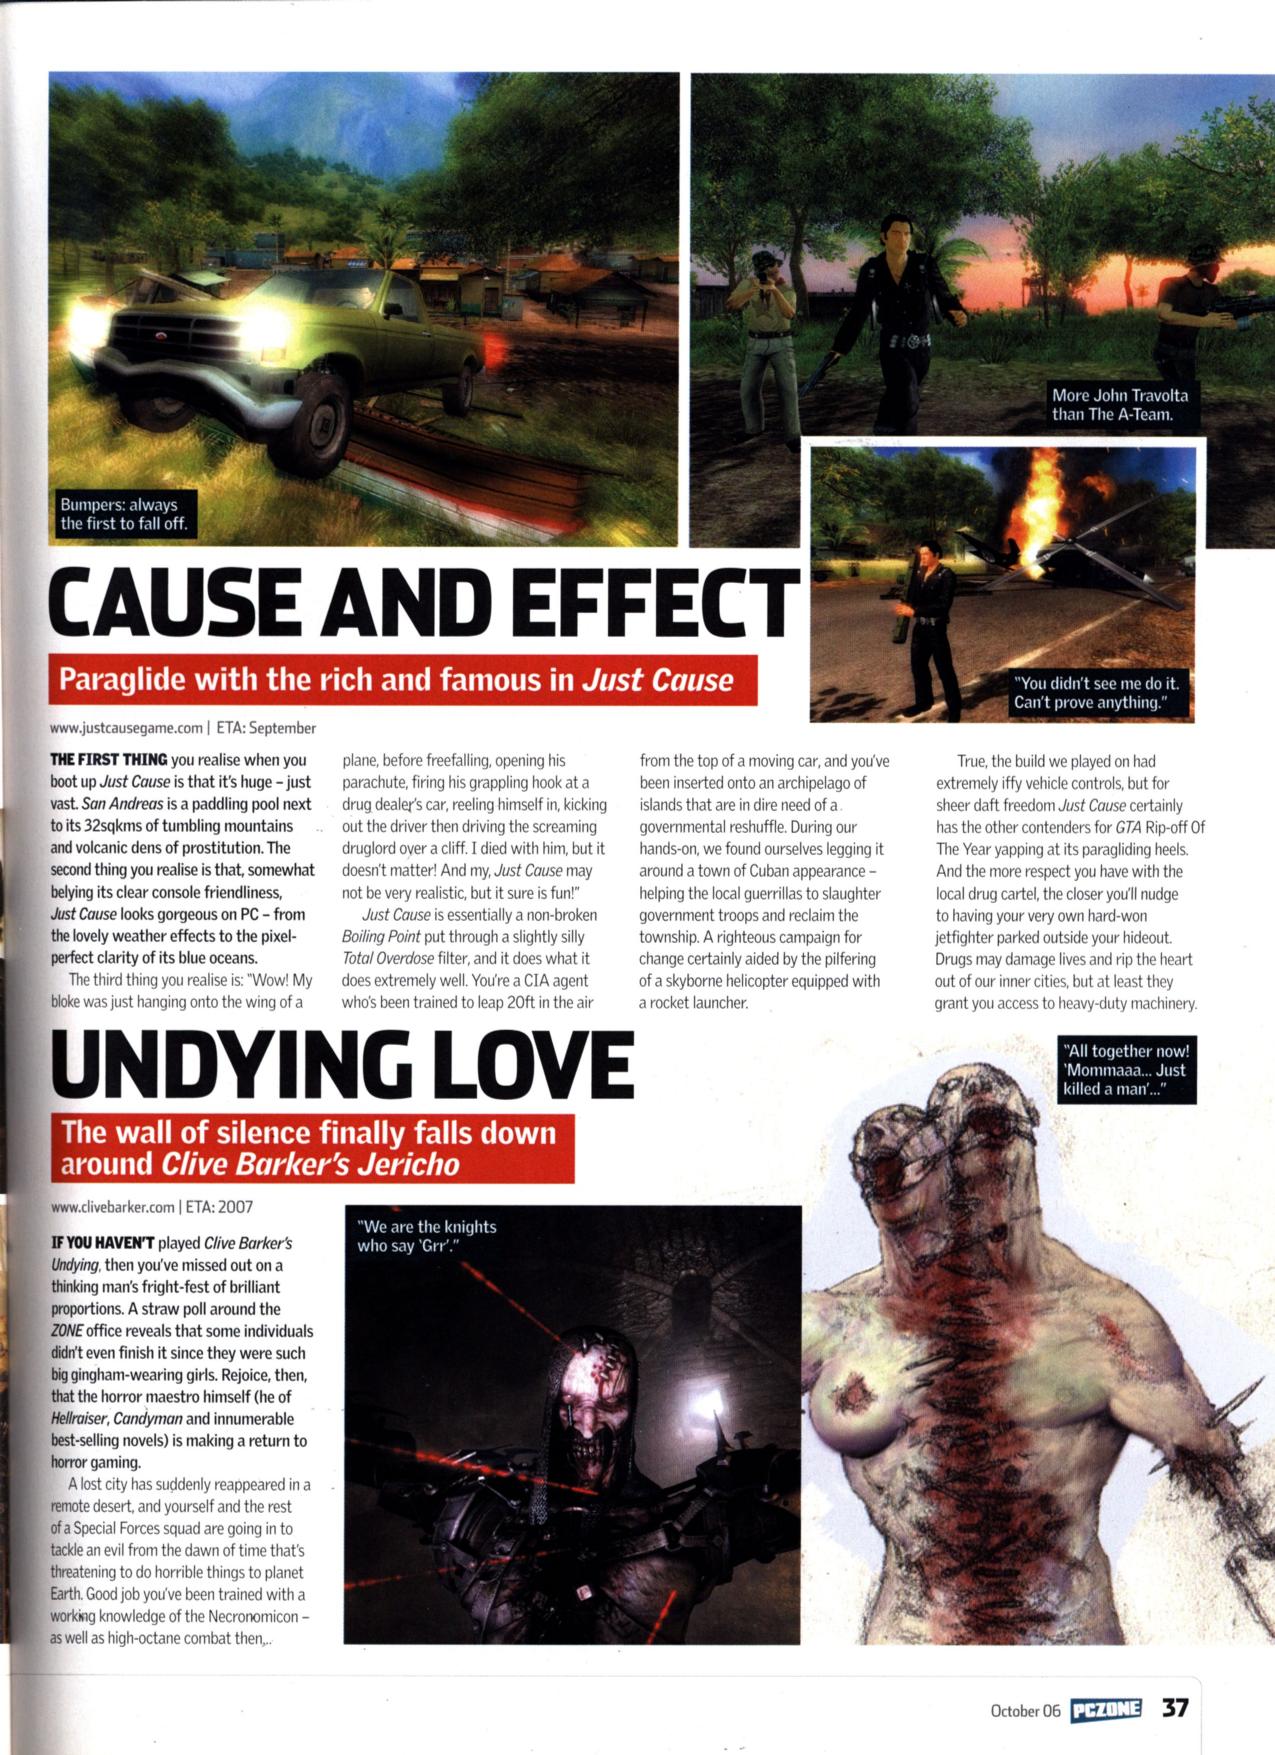 Bumpers: always
the first to fall off.
More John Travolta
than The A-Team.
"You didn't see me do it.
Can't prove anything."
CAUSE AND EFFECT
Paraglide with the rich and famous in Just Cause
www.justcausegame.com | ETA: September
THE FIRST THING you realise when you
boot up Just Cause is that it's huge – just
vast. San Andreas is a paddling pool next
to its 32sqkms of tumbling mountains
and volcanic dens of prostitution. The
second thing you realise is that, somewhat
belying its clear console friendliness,
Just Cause looks gorgeous on PC – from
the lovely weather effects to the pixel-
perfect clarity of its blue oceans.
The third thing you realise is: "Wow! My
bloke was just hanging onto the wing of a
plane, before freefalling, opening his
parachute, firing his grappling hook at a
drug dealer's car, reeling himself in, kicking
out the driver then driving the screaming
druglord over a cliff. I died with him, but it
doesn't matter! And my, Just Cause may
not be very realistic, but it sure is fun!"
Just Cause is essentially a non-broken
Boiling Point put through a slightly silly
Total Overdose filter, and it does what it
does extremely well. You're a CIA agent
who's been trained to leap 20ft in the air
from the top of a moving car, and you've
been inserted onto an archipelago of
islands that are in dire need of a
governmental reshuffle. During our
hands-on, we found ourselves legging it
around a town of Cuban appearance –
helping the local guerrillas to slaughter
government troops and reclaim the
township. A righteous campaign for
change certainly aided by the pilfering
of a skyborne helicopter equipped with
a rocket launcher.
True, the build we played on had
extremely iffy vehicle controls, but for
sheer daft freedom Just Cause certainly
has the other contenders for GTA Rip-off Of
The Year yapping at its paragliding heels.
And the more respect you have with the
local drug cartel, the closer you'll nudge
to having your very own hard-won
jetfighter parked outside your hideout.
Drugs may damage lives and rip the heart
out of our inner cities, but at least they
grant you access to heavy-duty machinery.
UNDYING LOVE
The wall of silence finally falls down
around Clive Barker's Jericho
www.clivebarker.com | ETA: 2007
IF YOU HAVEN'T played Clive Barker's
Undying, then you've missed out on a
thinking man's fright-fest of brilliant
proportions. A straw poll around the
ZONE office reveals that some individuals
didn't even finish it since they were such
big gingham-wearing girls. Rejoice, then,
that the horror maestro himself (he of
Hellraiser, Candyman and innumerable
best-selling novels) is making a return to
horror gaming.
A lost city has suddenly reappeared in a
remote desert, and yourself and the rest
of a Special Forces squad are going in to
tackle an evil from the dawn of time that's
threatening to do horrible things to planet
Earth. Good job you've been trained with a
working knowledge of the Necronomicon –
as well as high-octane combat then...
"We are the knights
who say 'Grr'."
"All together now!
'Mommaaa... Just
killed a man'..."
October 06 PCZONE 37